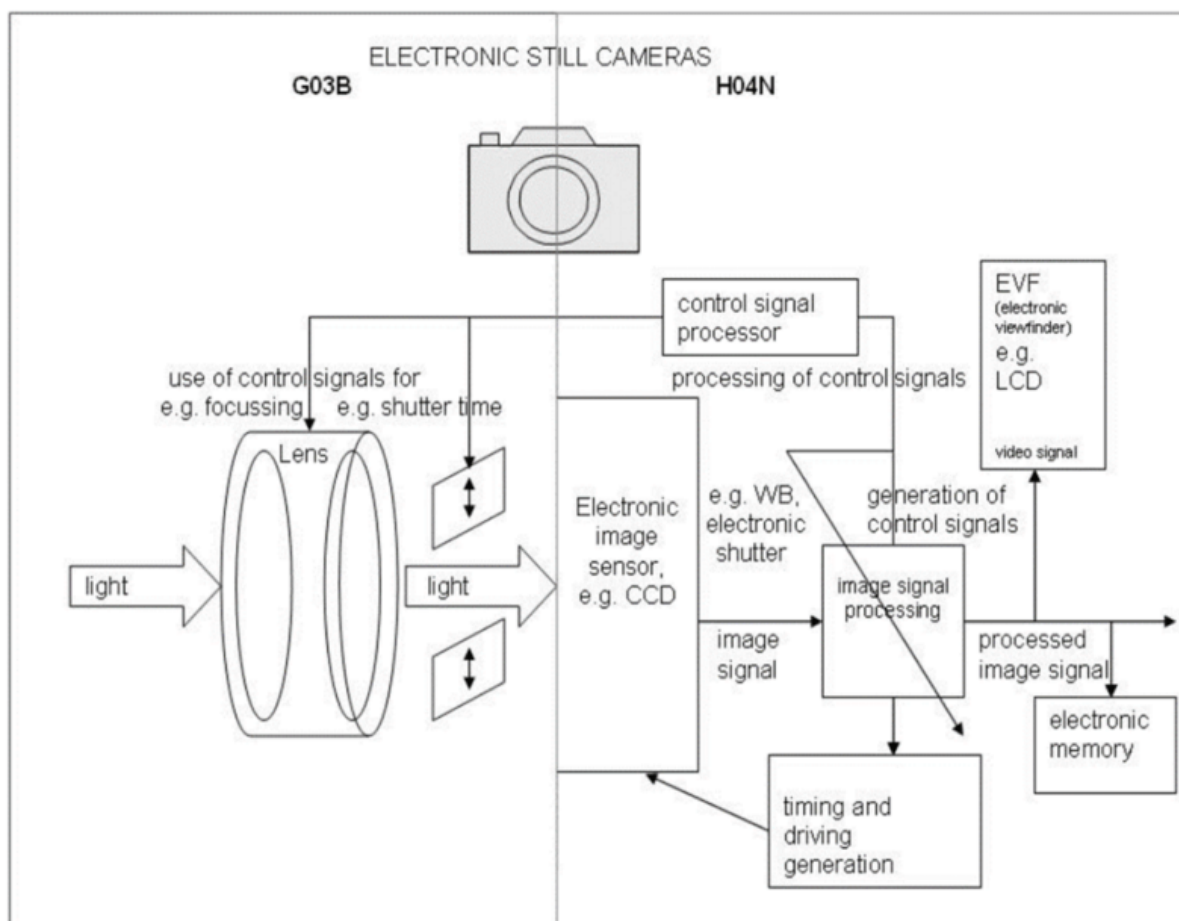 ELECTRONIC STILL CAMERAS
G03B
H04N
control signal
processor
EVF
(electronic
viewfinder)
e.g.
LCD
video signal
use of control signals for
e.g. focussing
e.g. shutter time
processing of control signals
Lens
light
light
Electronic
image
sensor,
e.g. CCD
e.g. WB,
electronic
shutter
generation of
control signals
image signal
processing
image
signal
processed
image signal
electronic
memory
timing and
driving
generation